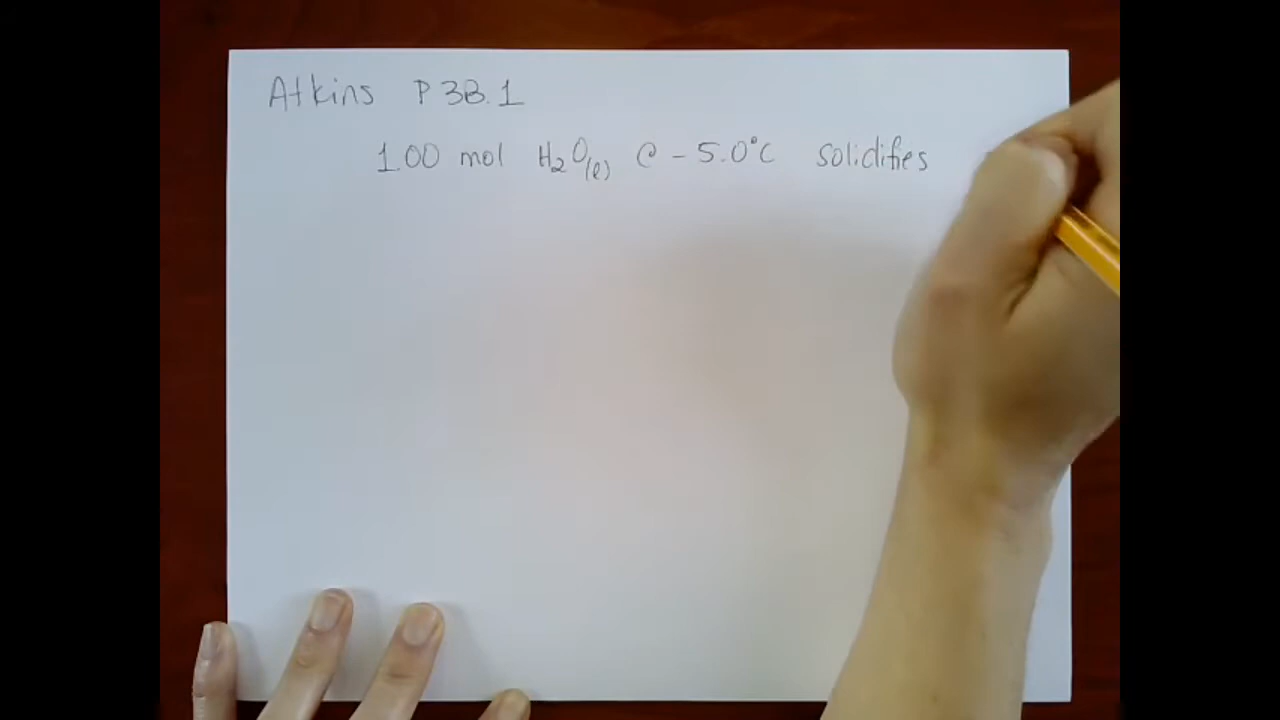 Atkins P3B.1
1.00 mol H₂O(l) @ -5.0°C solidifies